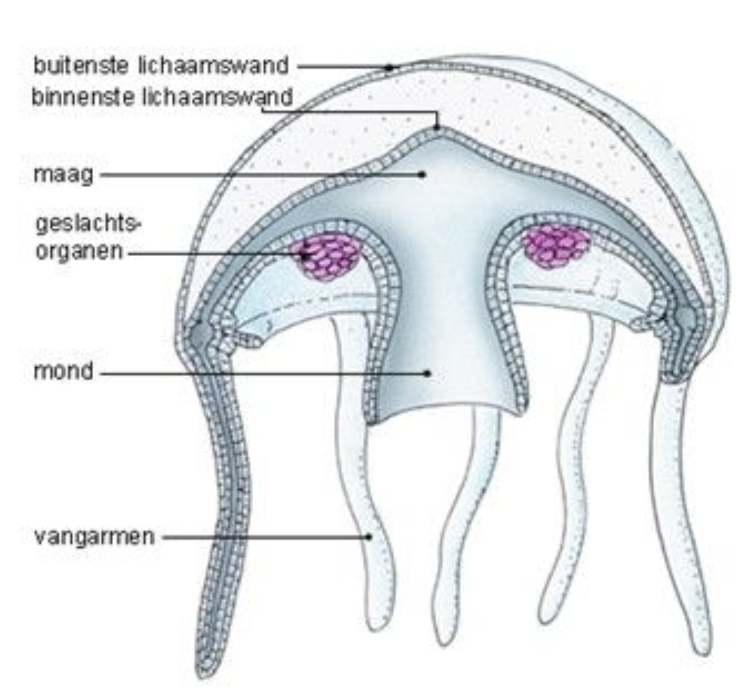 buitenste lichaamswand
binnenste lichaamswand
maag
geslachts-
organen
mond
vangarmen